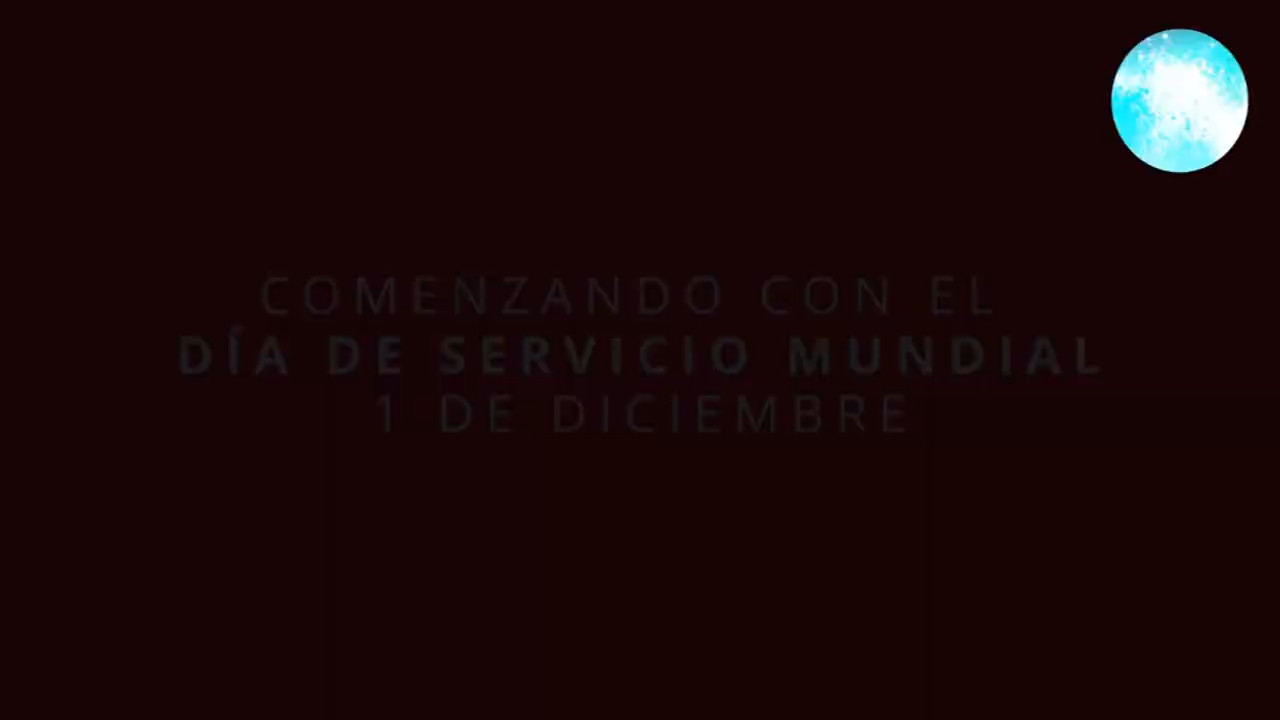 COMENZANDO CON EL
DÍA DE SERVICIO MUNDIAL
1 DE DICIEMBRE